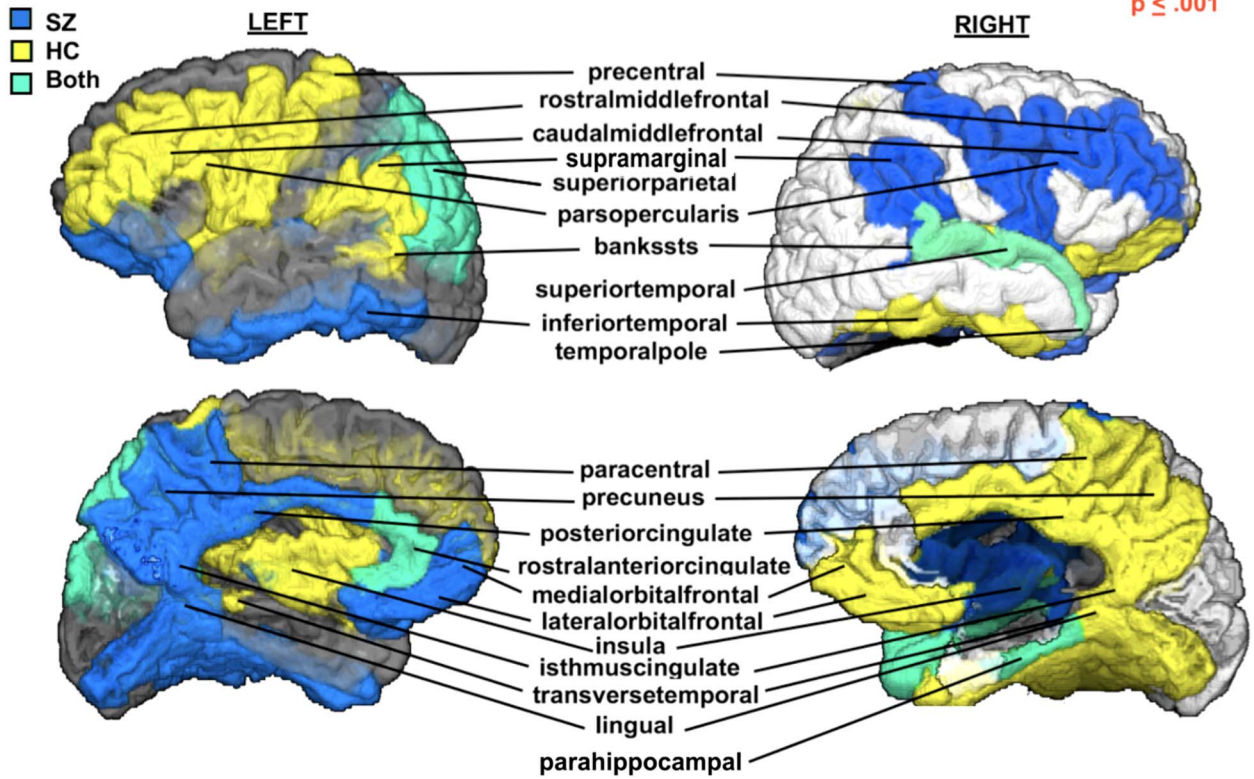 SZ
HC
Both
LEFT
RIGHT
p ≤ .001
precentral
rostralmiddlefrontal
caudalmiddlefrontal
supramarginal
superiorparietal
parsopercularis
bankssts
superiortemporal
inferiortemporal
temporalpole
paracentral
precuneus
posteriorcingulate
rostralanteriorcingulate
medialorbitalfrontal
lateralorbitalfrontal
insula
isthmuscingulate
transversetemporal
lingual
parahippocampal